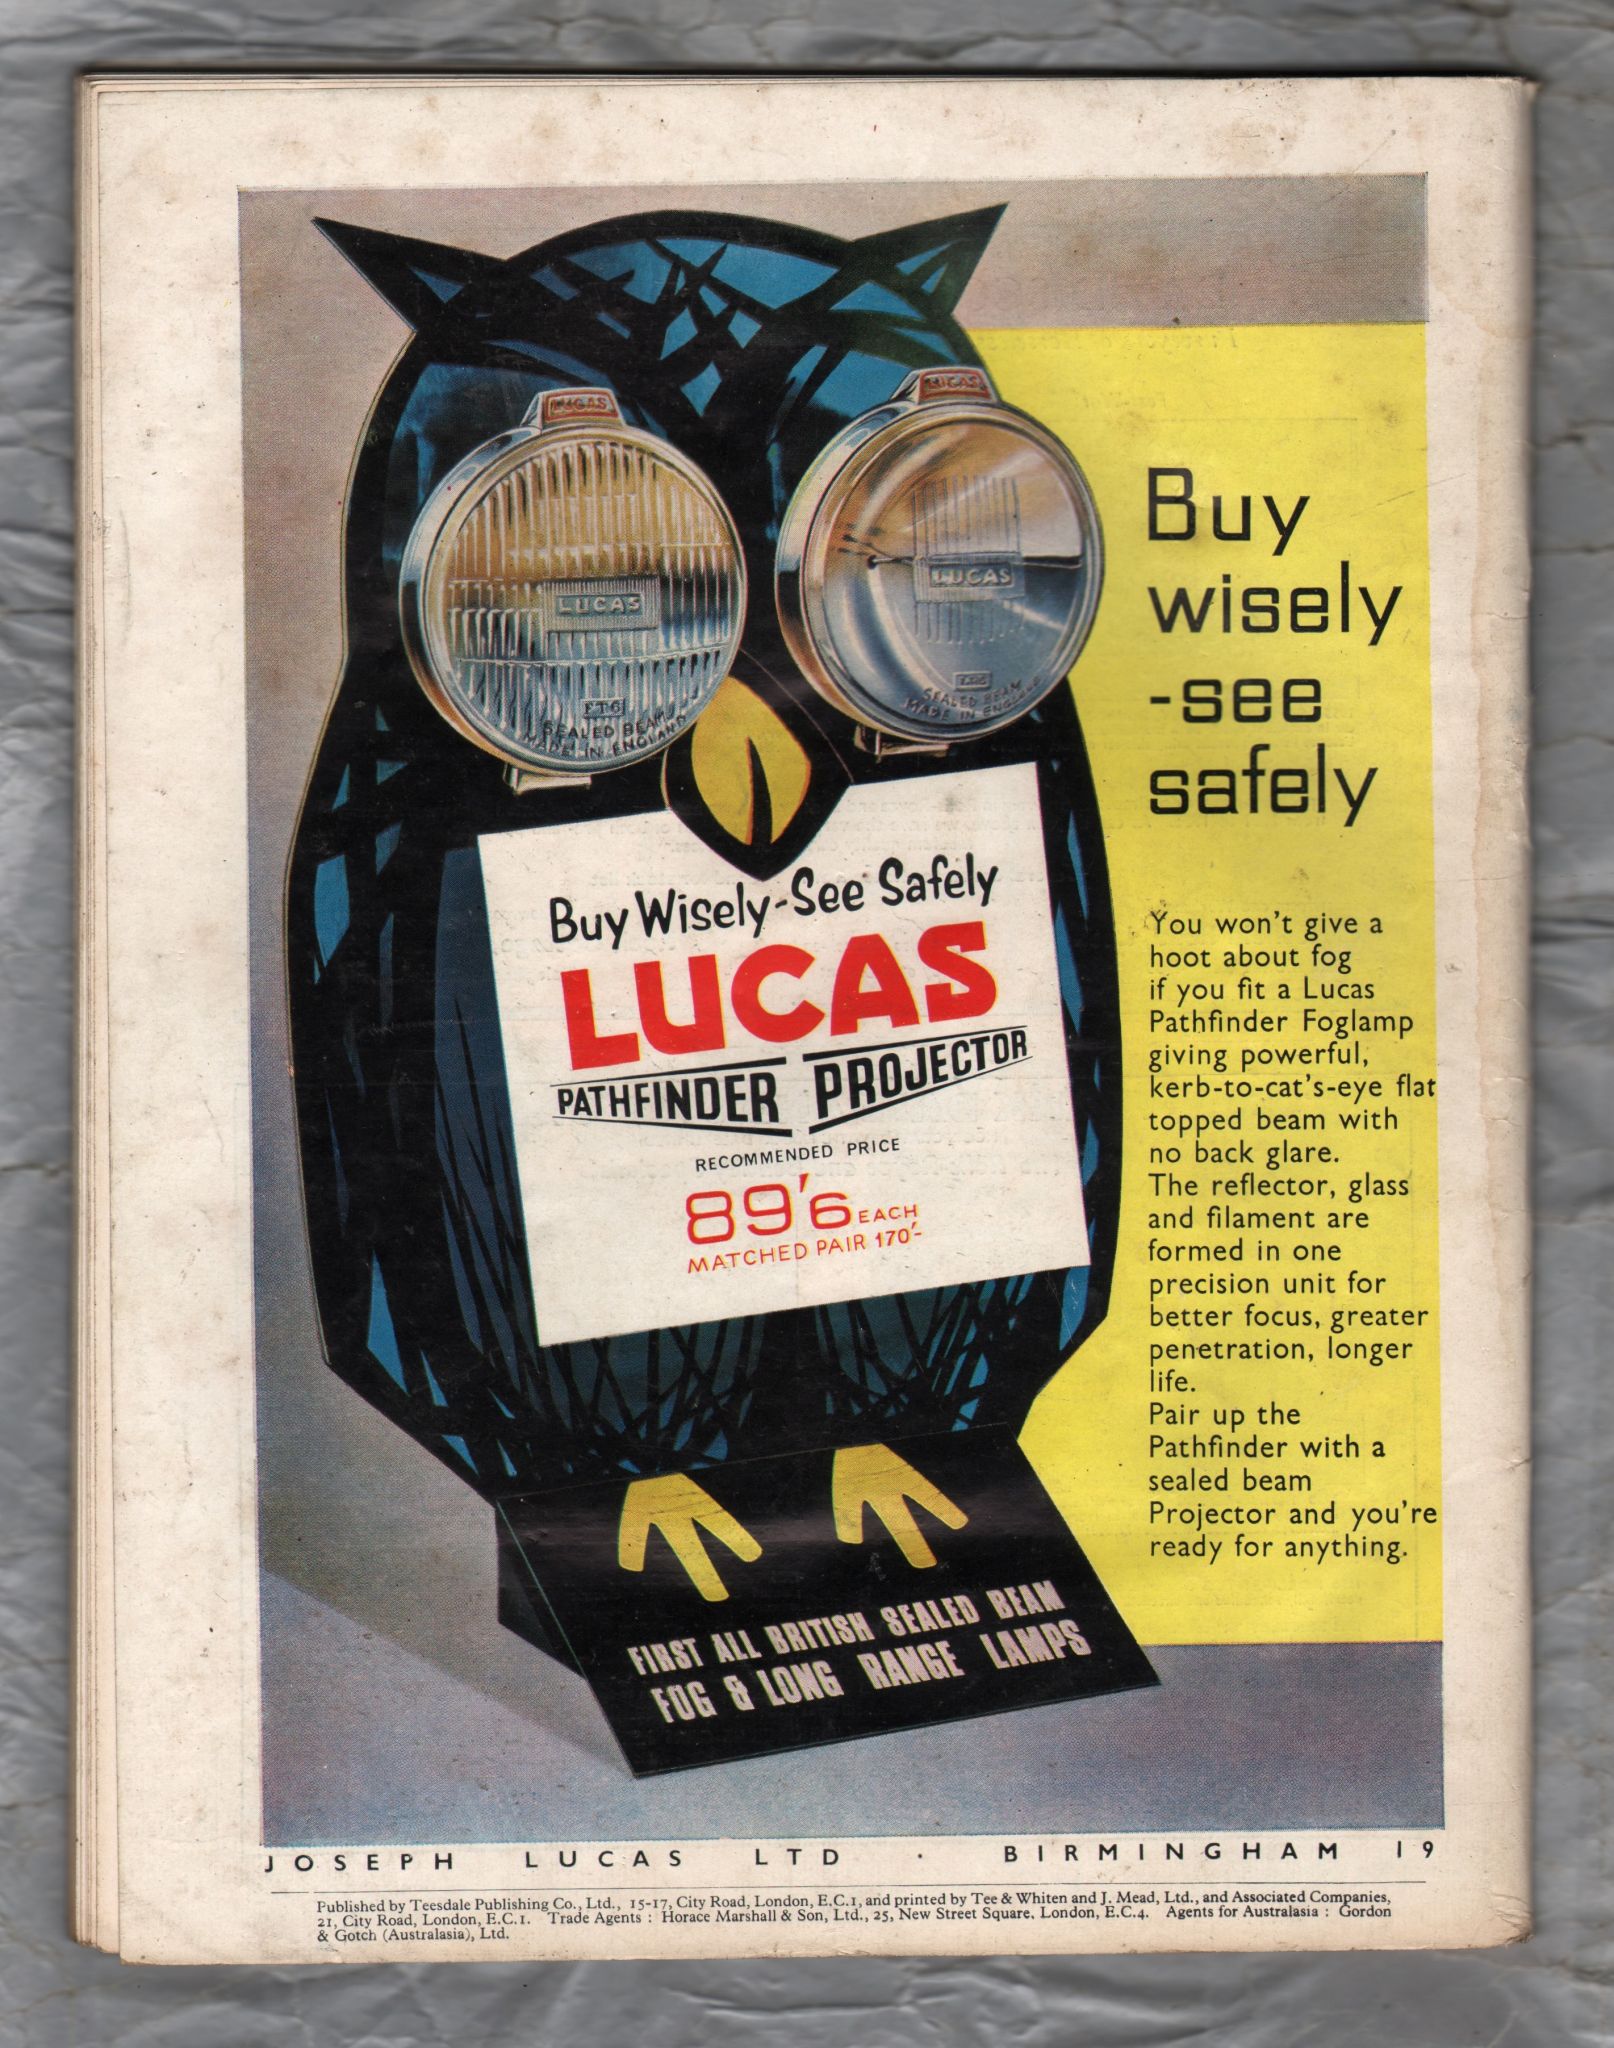 LUCAS
LUCAS
LUCAS
FT6
SEALED BEAM
MADE IN ENGLAND
LUCAS
SEALED BEAM
MADE IN ENGLAND
Buy
wisely
-see
safely
Buy Wisely-See Safely
LUCAS
PATHFINDER PROJECTOR
RECOMMENDED PRICE
89'6 EACH
MATCHED PAIR 170'-
FIRST ALL BRITISH SEALED BEAM
FOG & LONG RANGE LAMPS
You won't give a
hoot about fog
if you fit a Lucas
Pathfinder Foglamp
giving powerful,
kerb-to-cat's-eye flat
topped beam with
no back glare.
The reflector, glass
and filament are
formed in one
precision unit for
better focus, greater
penetration, longer
life.
Pair up the
Pathfinder with a
sealed beam
Projector and you're
ready for anything.
JOSEPH LUCAS LTD · BIRMINGHAM 19
Published by Teesdale Publishing Co., Ltd., 15-17, City Road, London, E.C.1, and printed by Tee & Whiten and J. Mead, Ltd., and Associated Companies,
21, City Road, London, E.C.1. Trade Agents : Horace Marshall & Son, Ltd., 25, New Street Square, London, E.C.4. Agents for Australasia : Gordon
& Gotch (Australasia), Ltd.